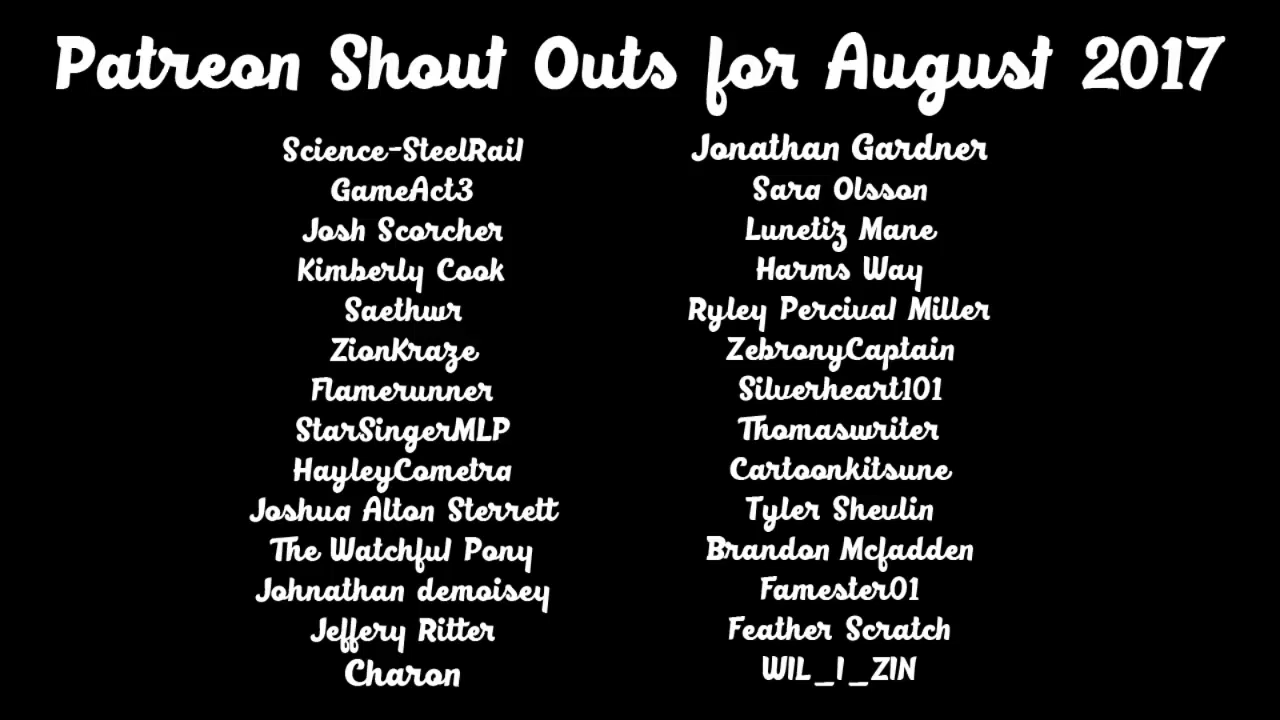 Patreon Shout Outs for August 2017
Science-SteelRail
GameAct3
Josh Scorcher
Kimberly Cook
Saethwr
ZionKraze
Flamerunner
StarSingerMLP
HayleyCometra
Joshua Alton Sterrett
The Watchful Pony
Johnathan demoisey
Jeffery Ritter
Charon
Jonathan Gardner
Sara Olsson
Lunetiz Mane
Harms Way
Ryley Percival Miller
ZebronyCaptain
Silverheart101
Thomaswriter
Cartoonkitsune
Tyler Shevlin
Brandon Mcfadden
Famester01
Feather Scratch
WIL_I_ZIN